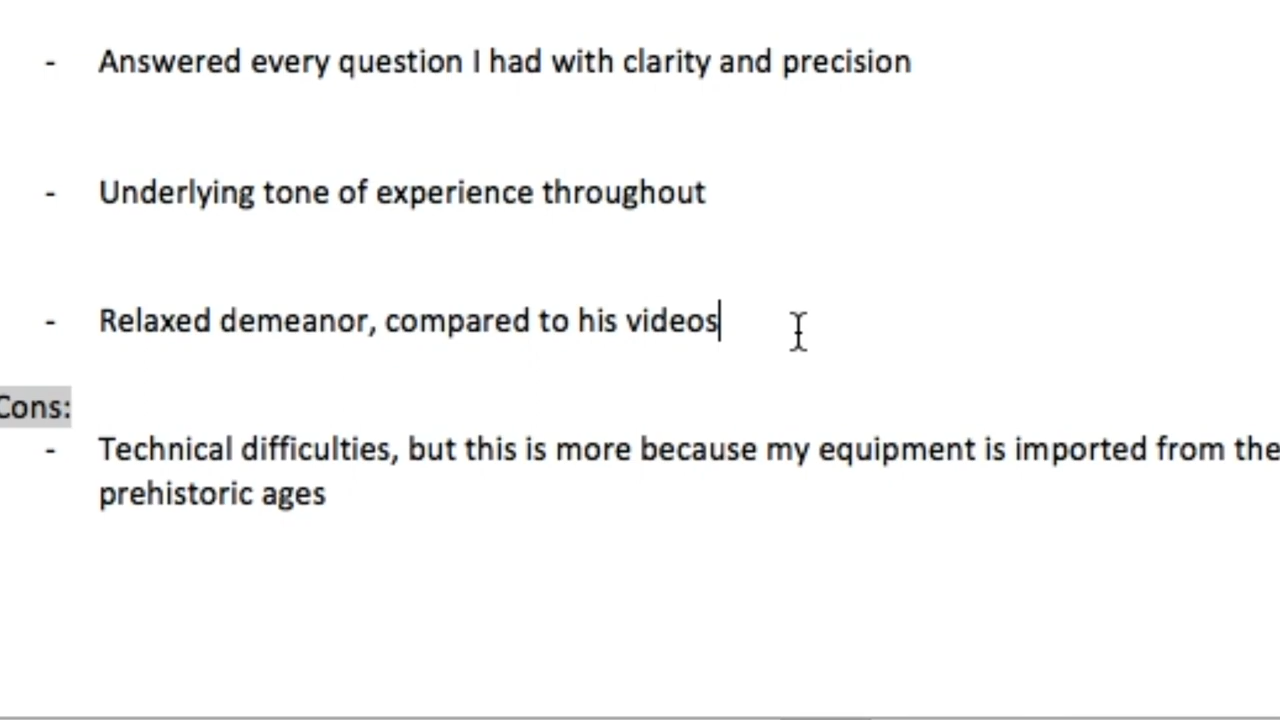 - Answered every question I had with clarity and precision
- Underlying tone of experience throughout
- Relaxed demeanor, compared to his videos
Cons:
- Technical difficulties, but this is more because my equipment is imported from the
prehistoric ages